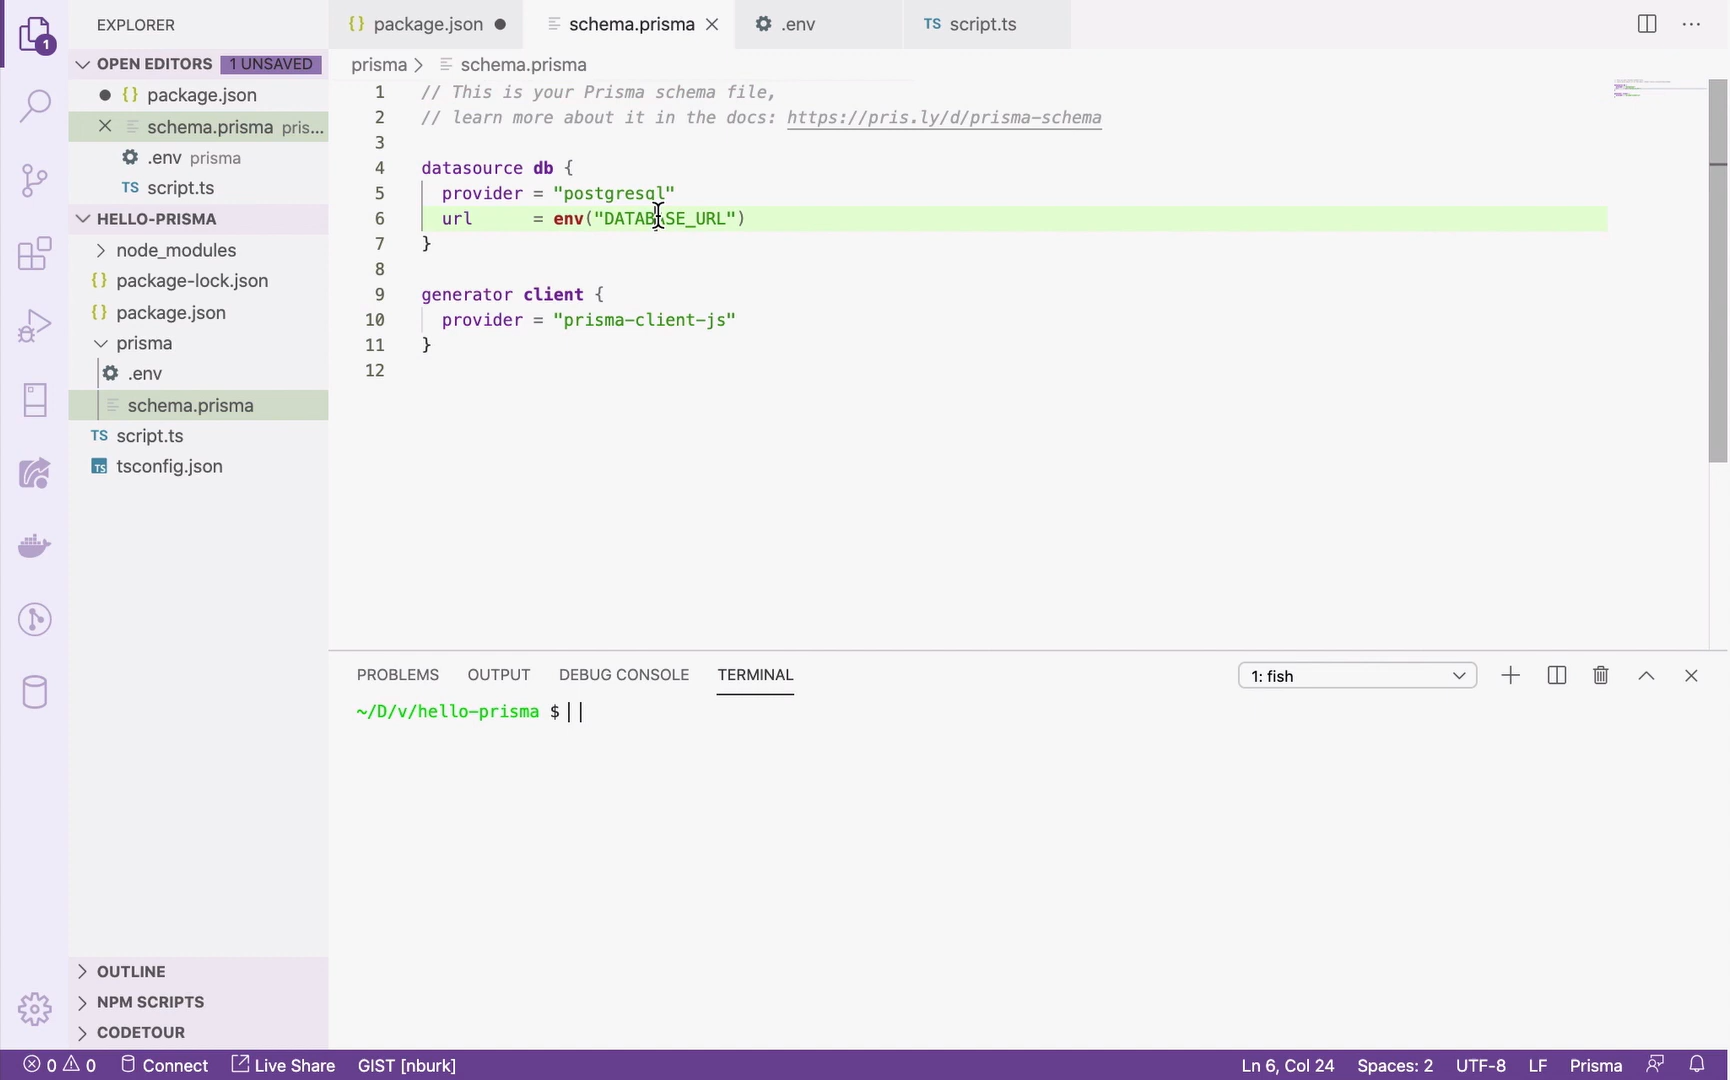 EXPLORER
OPEN EDITORS 1 UNSAVED
package.json
schema.prisma pris...
.env prisma
TS script.ts
HELLO-PRISMA
node_modules
{} package-lock.json
{} package.json
prisma
.env
schema.prisma
TS script.ts
TS tsconfig.json
OUTLINE
NPM SCRIPTS
CODETOUR
1
{} package.json
schema.prisma
.env
TS script.ts
prisma > schema.prisma
1 // This is your Prisma schema file,
2 // learn more about it in the docs: https://pris.ly/d/prisma-schema
3
4 datasource db {
5 provider = "postgresql"
6 url = env("DATABASE_URL")
7 }
8
9 generator client {
10 provider = "prisma-client-js"
11 }
12
PROBLEMS OUTPUT DEBUG CONSOLE TERMINAL 1: fish
~/D/v/hello-prisma $
0 0 Connect Live Share GIST [nburk] Ln 6, Col 24 Spaces: 2 UTF-8 LF Prisma